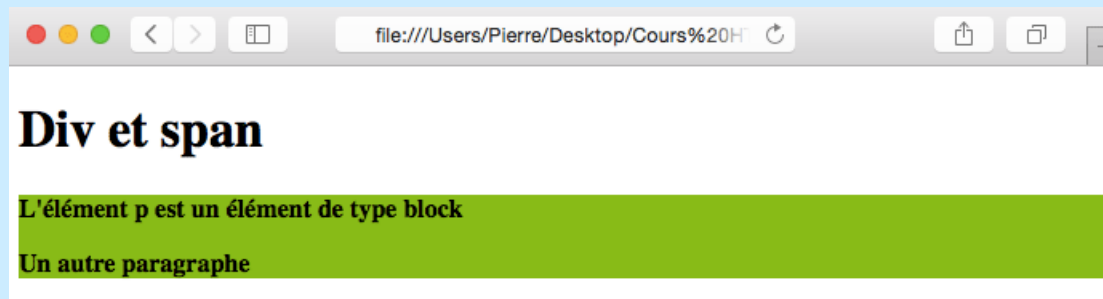 file:///Users/Pierre/Desktop/Cours%20H
Div et span
L'élément p est un élément de type block
Un autre paragraphe